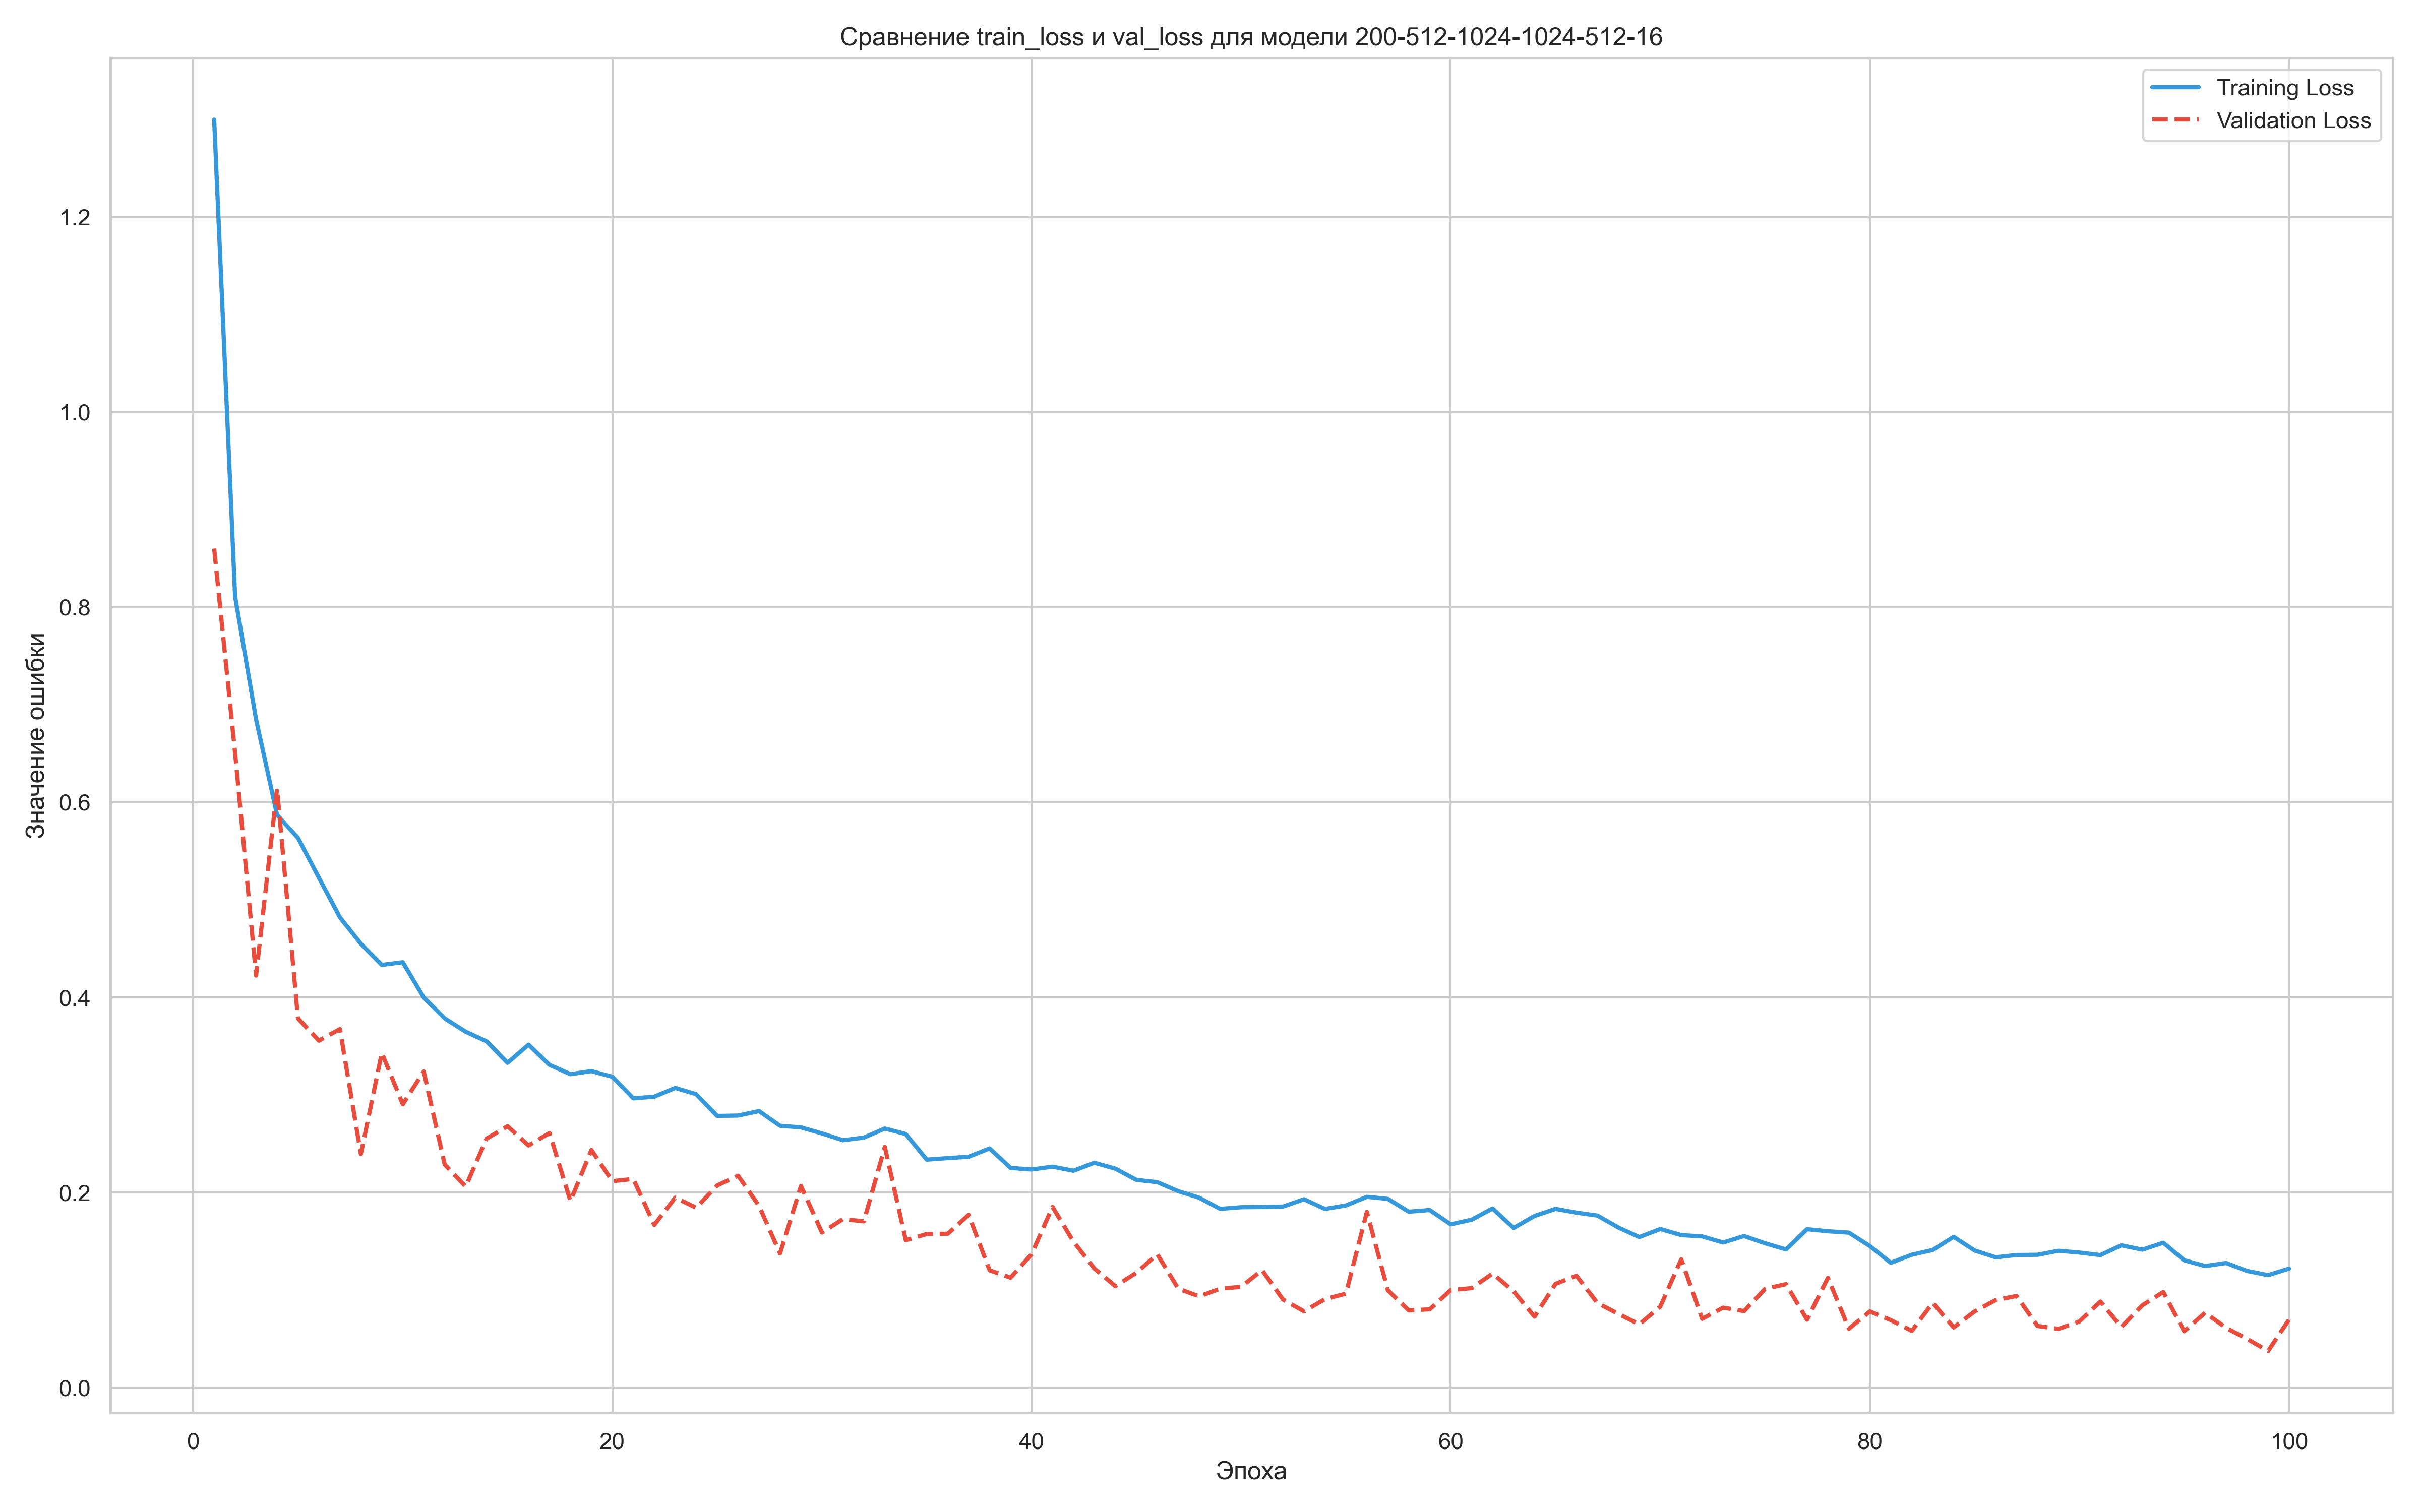 Сравнение train_loss и val_loss для модели 200-512-1024-1024-512-16
Training Loss
Validation Loss
Значение ошибки
1.2
1.0
0.8
0.6
0.4
0.2
0.0
0
20
40
60
80
100
Эпоха